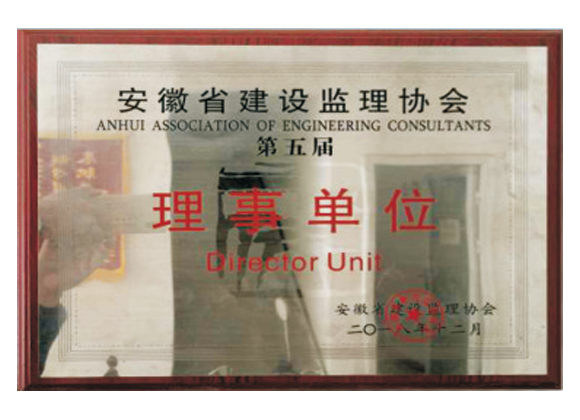 安徽省建设监理协会
ANHUI ASSOCIATION OF ENGINEERING CONSULTANTS
第五届
理事单位
Director Unit
安徽省建设监理协会
二〇一八年十二月